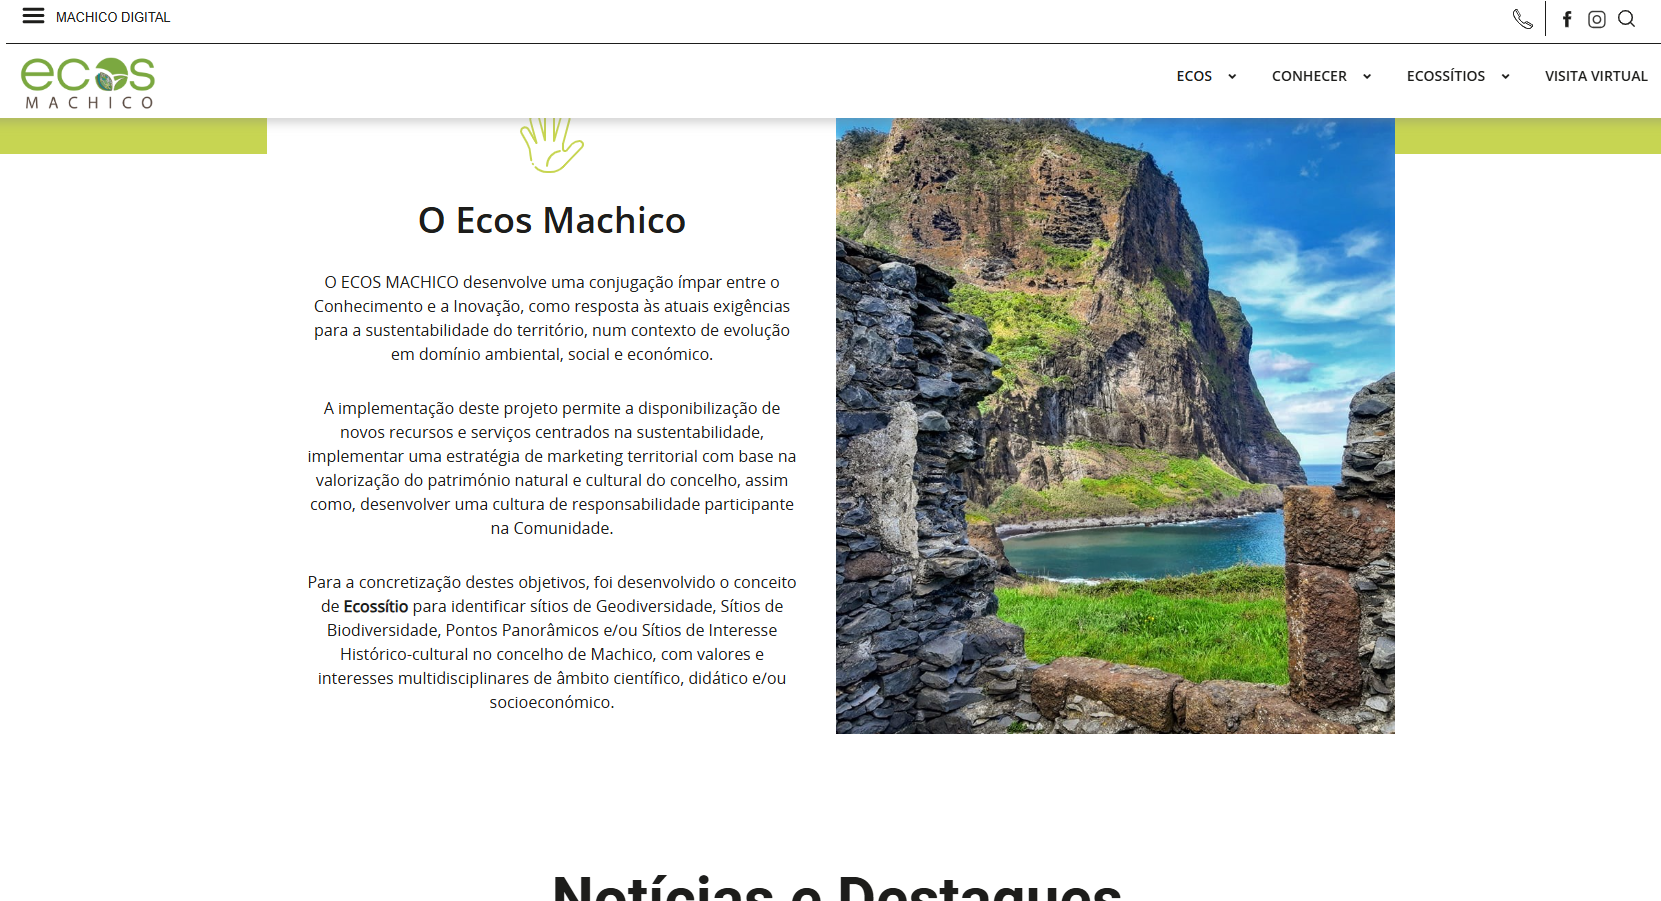 MACHICO DIGITAL
ecos
MACHICO
ECOS
CONHECER
ECOSSÍTIOS
VISITA VIRTUAL
O Ecos Machico
O ECOS MACHICO desenvolve uma conjugação ímpar entre o
Conhecimento e a Inovação, como resposta às atuais exigências
para a sustentabilidade do território, num contexto de evolução
em domínio ambiental, social e económico.
A implementação deste projeto permite a disponibilização de
novos recursos e serviços centrados na sustentabilidade,
implementar uma estratégia de marketing territorial com base na
valorização do património natural e cultural do concelho, assim
como, desenvolver uma cultura de responsabilidade participante
na Comunidade.
Para a concretização destes objetivos, foi desenvolvido o conceito
de Ecossítio para identificar sítios de Geodiversidade, Sítios de
Biodiversidade, Pontos Panorâmicos e/ou Sítios de Interesse
Histórico-cultural no concelho de Machico, com valores e
interesses multidisciplinares de âmbito científico, didático e/ou
socioeconómico.
Notícias e Destaques